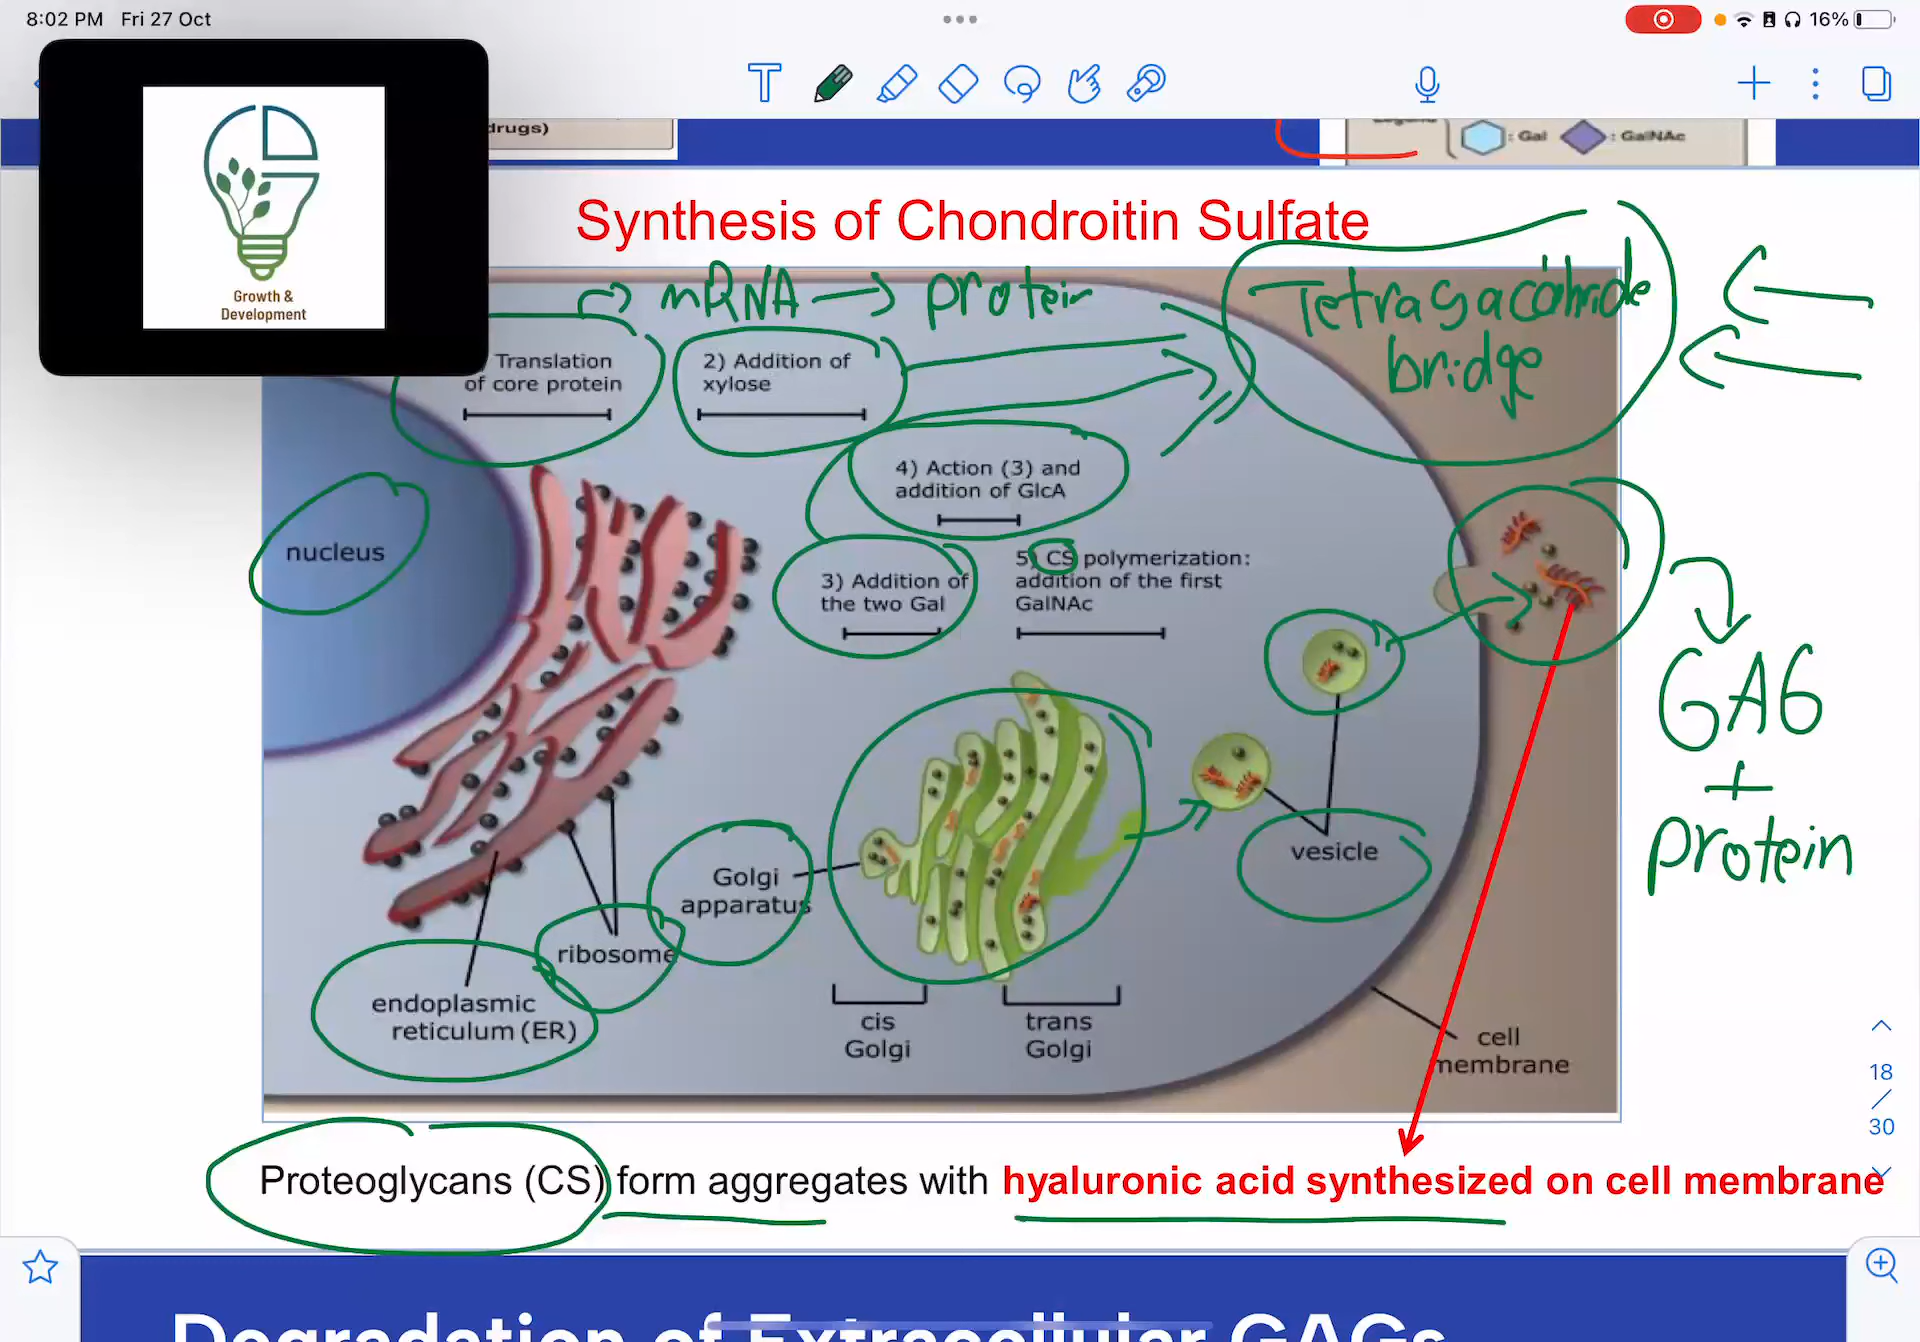 8:02 PM Fri 27 Oct
16%
Growth &
Development
drugs)
: Gal : GalNAc
Synthesis of Chondroitin Sulfate
mRNA → protein
Tetrasaccahride
bridge
Translation
of core protein
2) Addition of
xylose
4) Action (3) and
addition of GlcA
3) Addition of
the two Gal
5) CS polymerization:
addition of the first
GalNAc
nucleus
GAG
+
protein
vesicle
Golgi
apparatus
ribosome
endoplasmic
reticulum (ER)
cis
Golgi
trans
Golgi
cell
membrane
18
/
30
Proteoglycans (CS) form aggregates with hyaluronic acid synthesized on cell membrane
Degradation of Extracellular GAGs